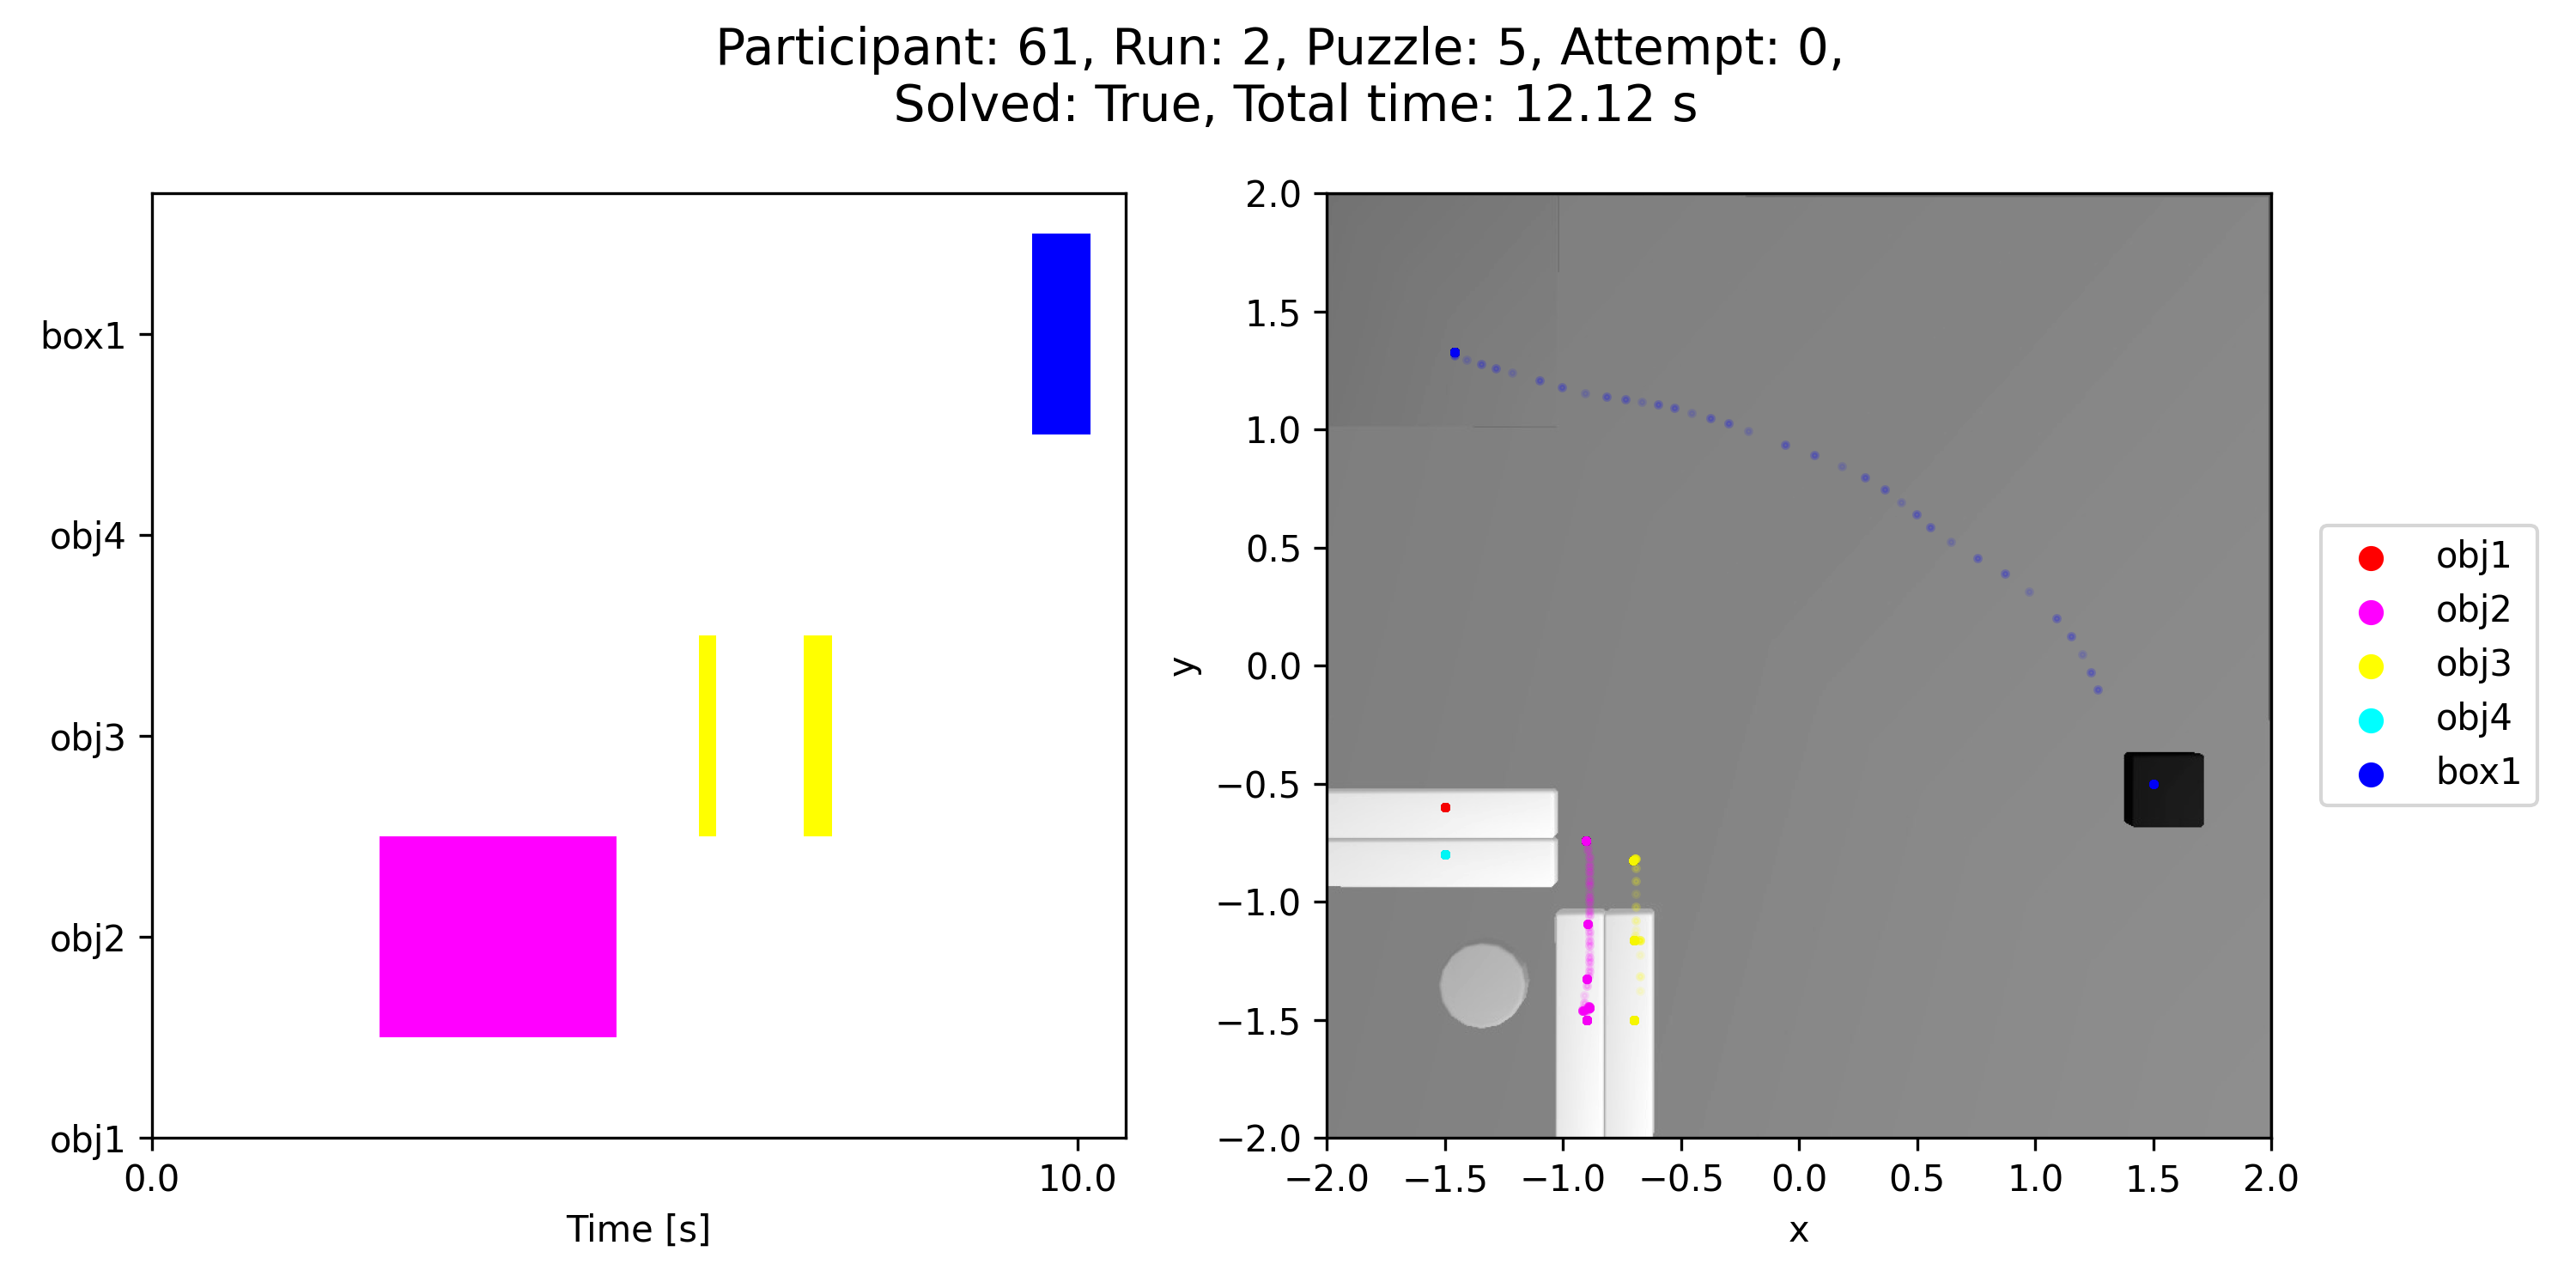 Participant: 61, Run: 2, Puzzle: 5, Attempt: 0,
Solved: True, Total time: 12.12 s
box1
obj4
obj3
obj2
obj1
0.0
10.0
Time [s]
2.0
1.5
1.0
0.5
0.0
−0.5
−1.0
−1.5
−2.0
y
−2.0
−1.5
−1.0
−0.5
0.0
0.5
1.0
1.5
2.0
x
obj1
obj2
obj3
obj4
box1